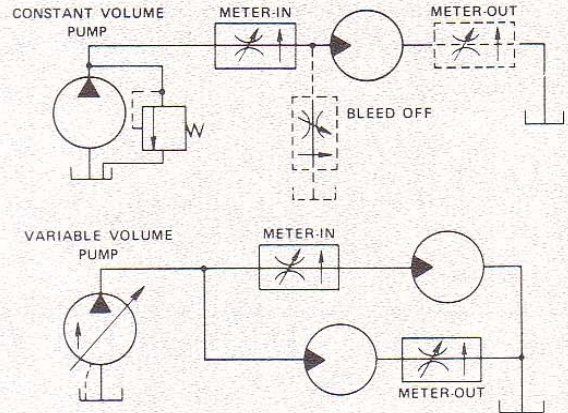 CONSTANT VOLUME
PUMP
METER-IN
METER-OUT
BLEED OFF
VARIABLE VOLUME
PUMP
METER-IN
METER-OUT